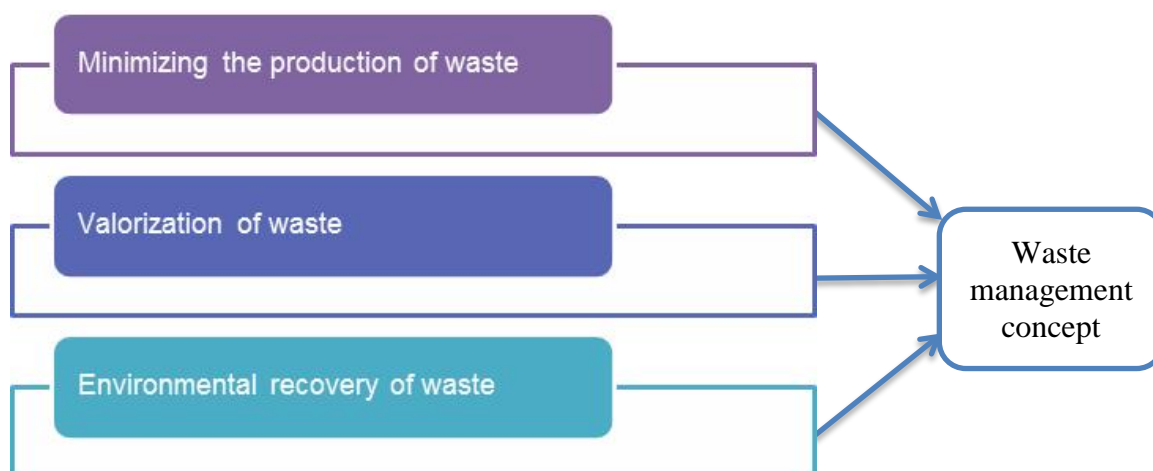 Minimizing the production of waste
Valorization of waste
Environmental recovery of waste
Waste
management
concept